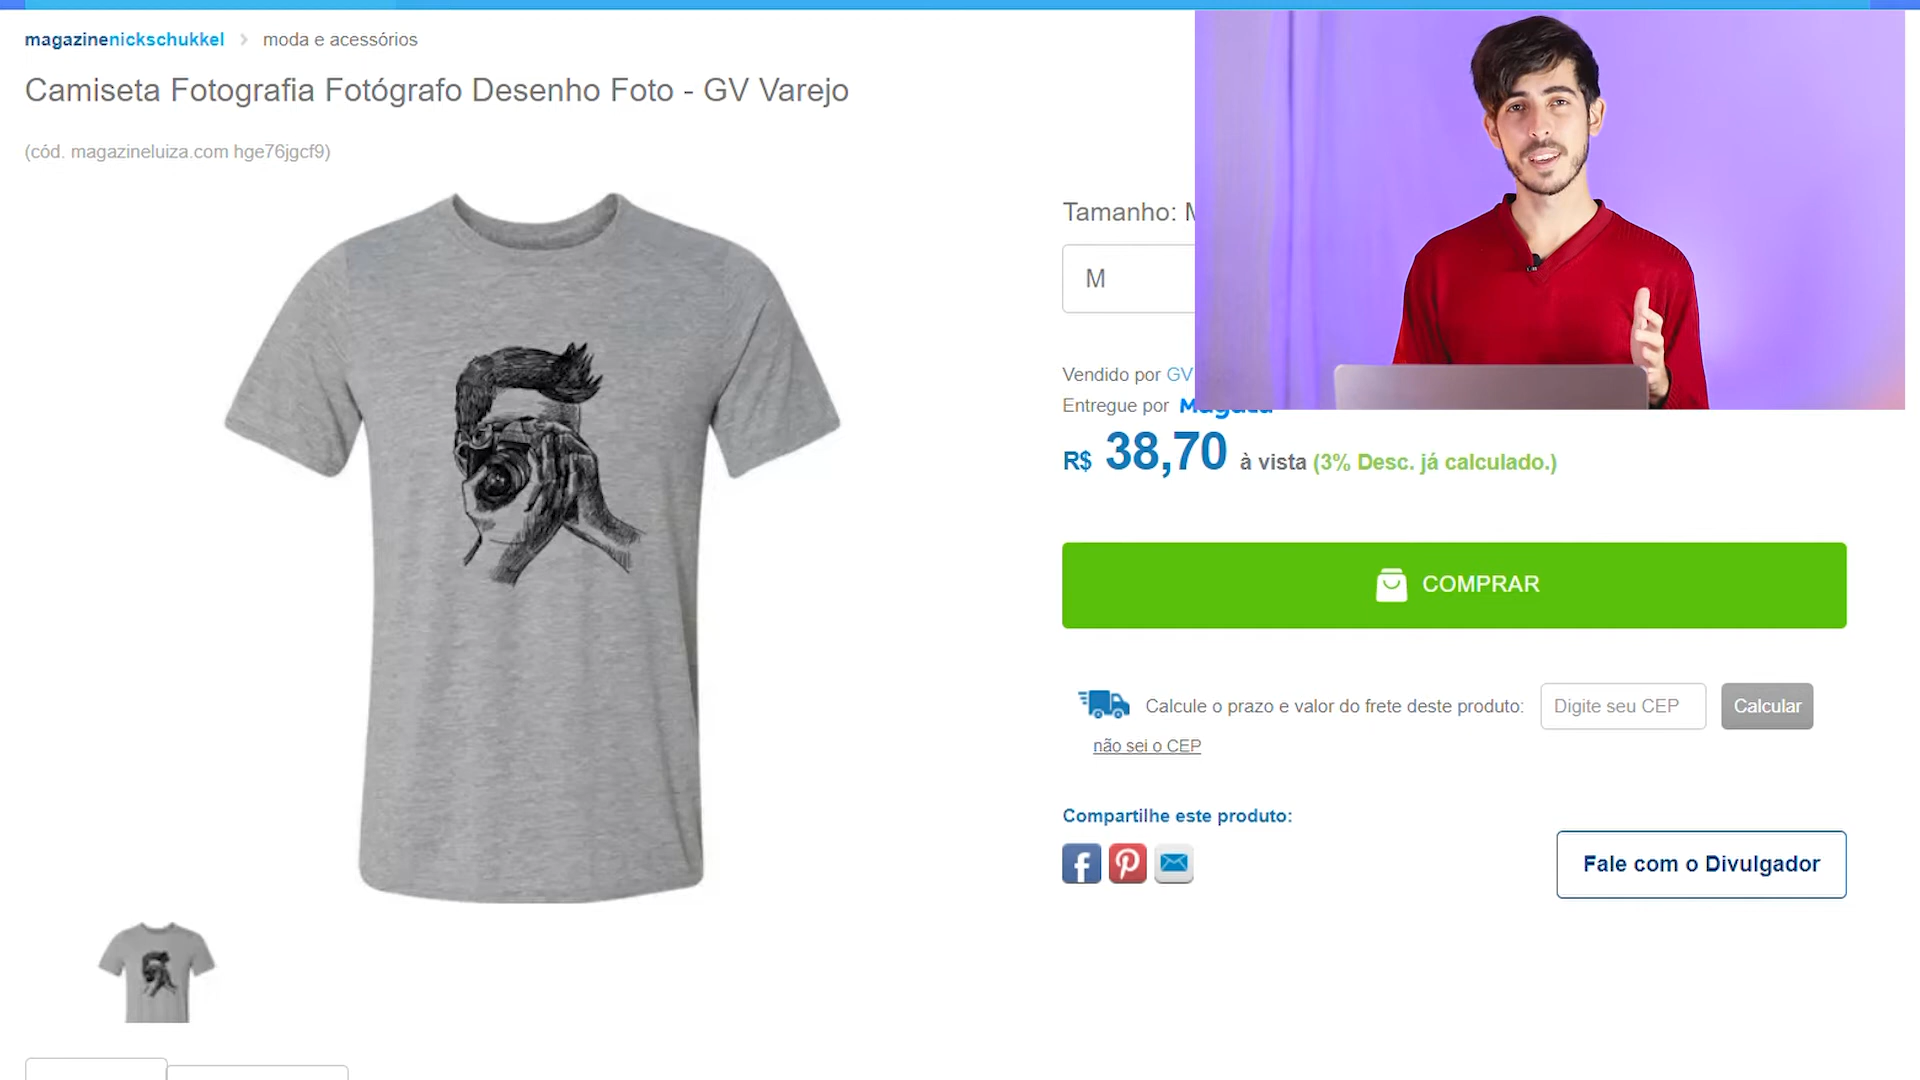 magazinenickschukkel > moda e acessórios
Camiseta Fotografia Fotógrafo Desenho Foto - GV Varejo
(cód. magazineluiza.com hge76jgcf9)
Tamanho: M
M
Vendido por GV
Entregue por Magalu
R$ 38,70 à vista (3% Desc. já calculado.)
COMPRAR
Calcule o prazo e valor do frete deste produto: Digite seu CEP Calcular
não sei o CEP
Compartilhe este produto:
Fale com o Divulgador